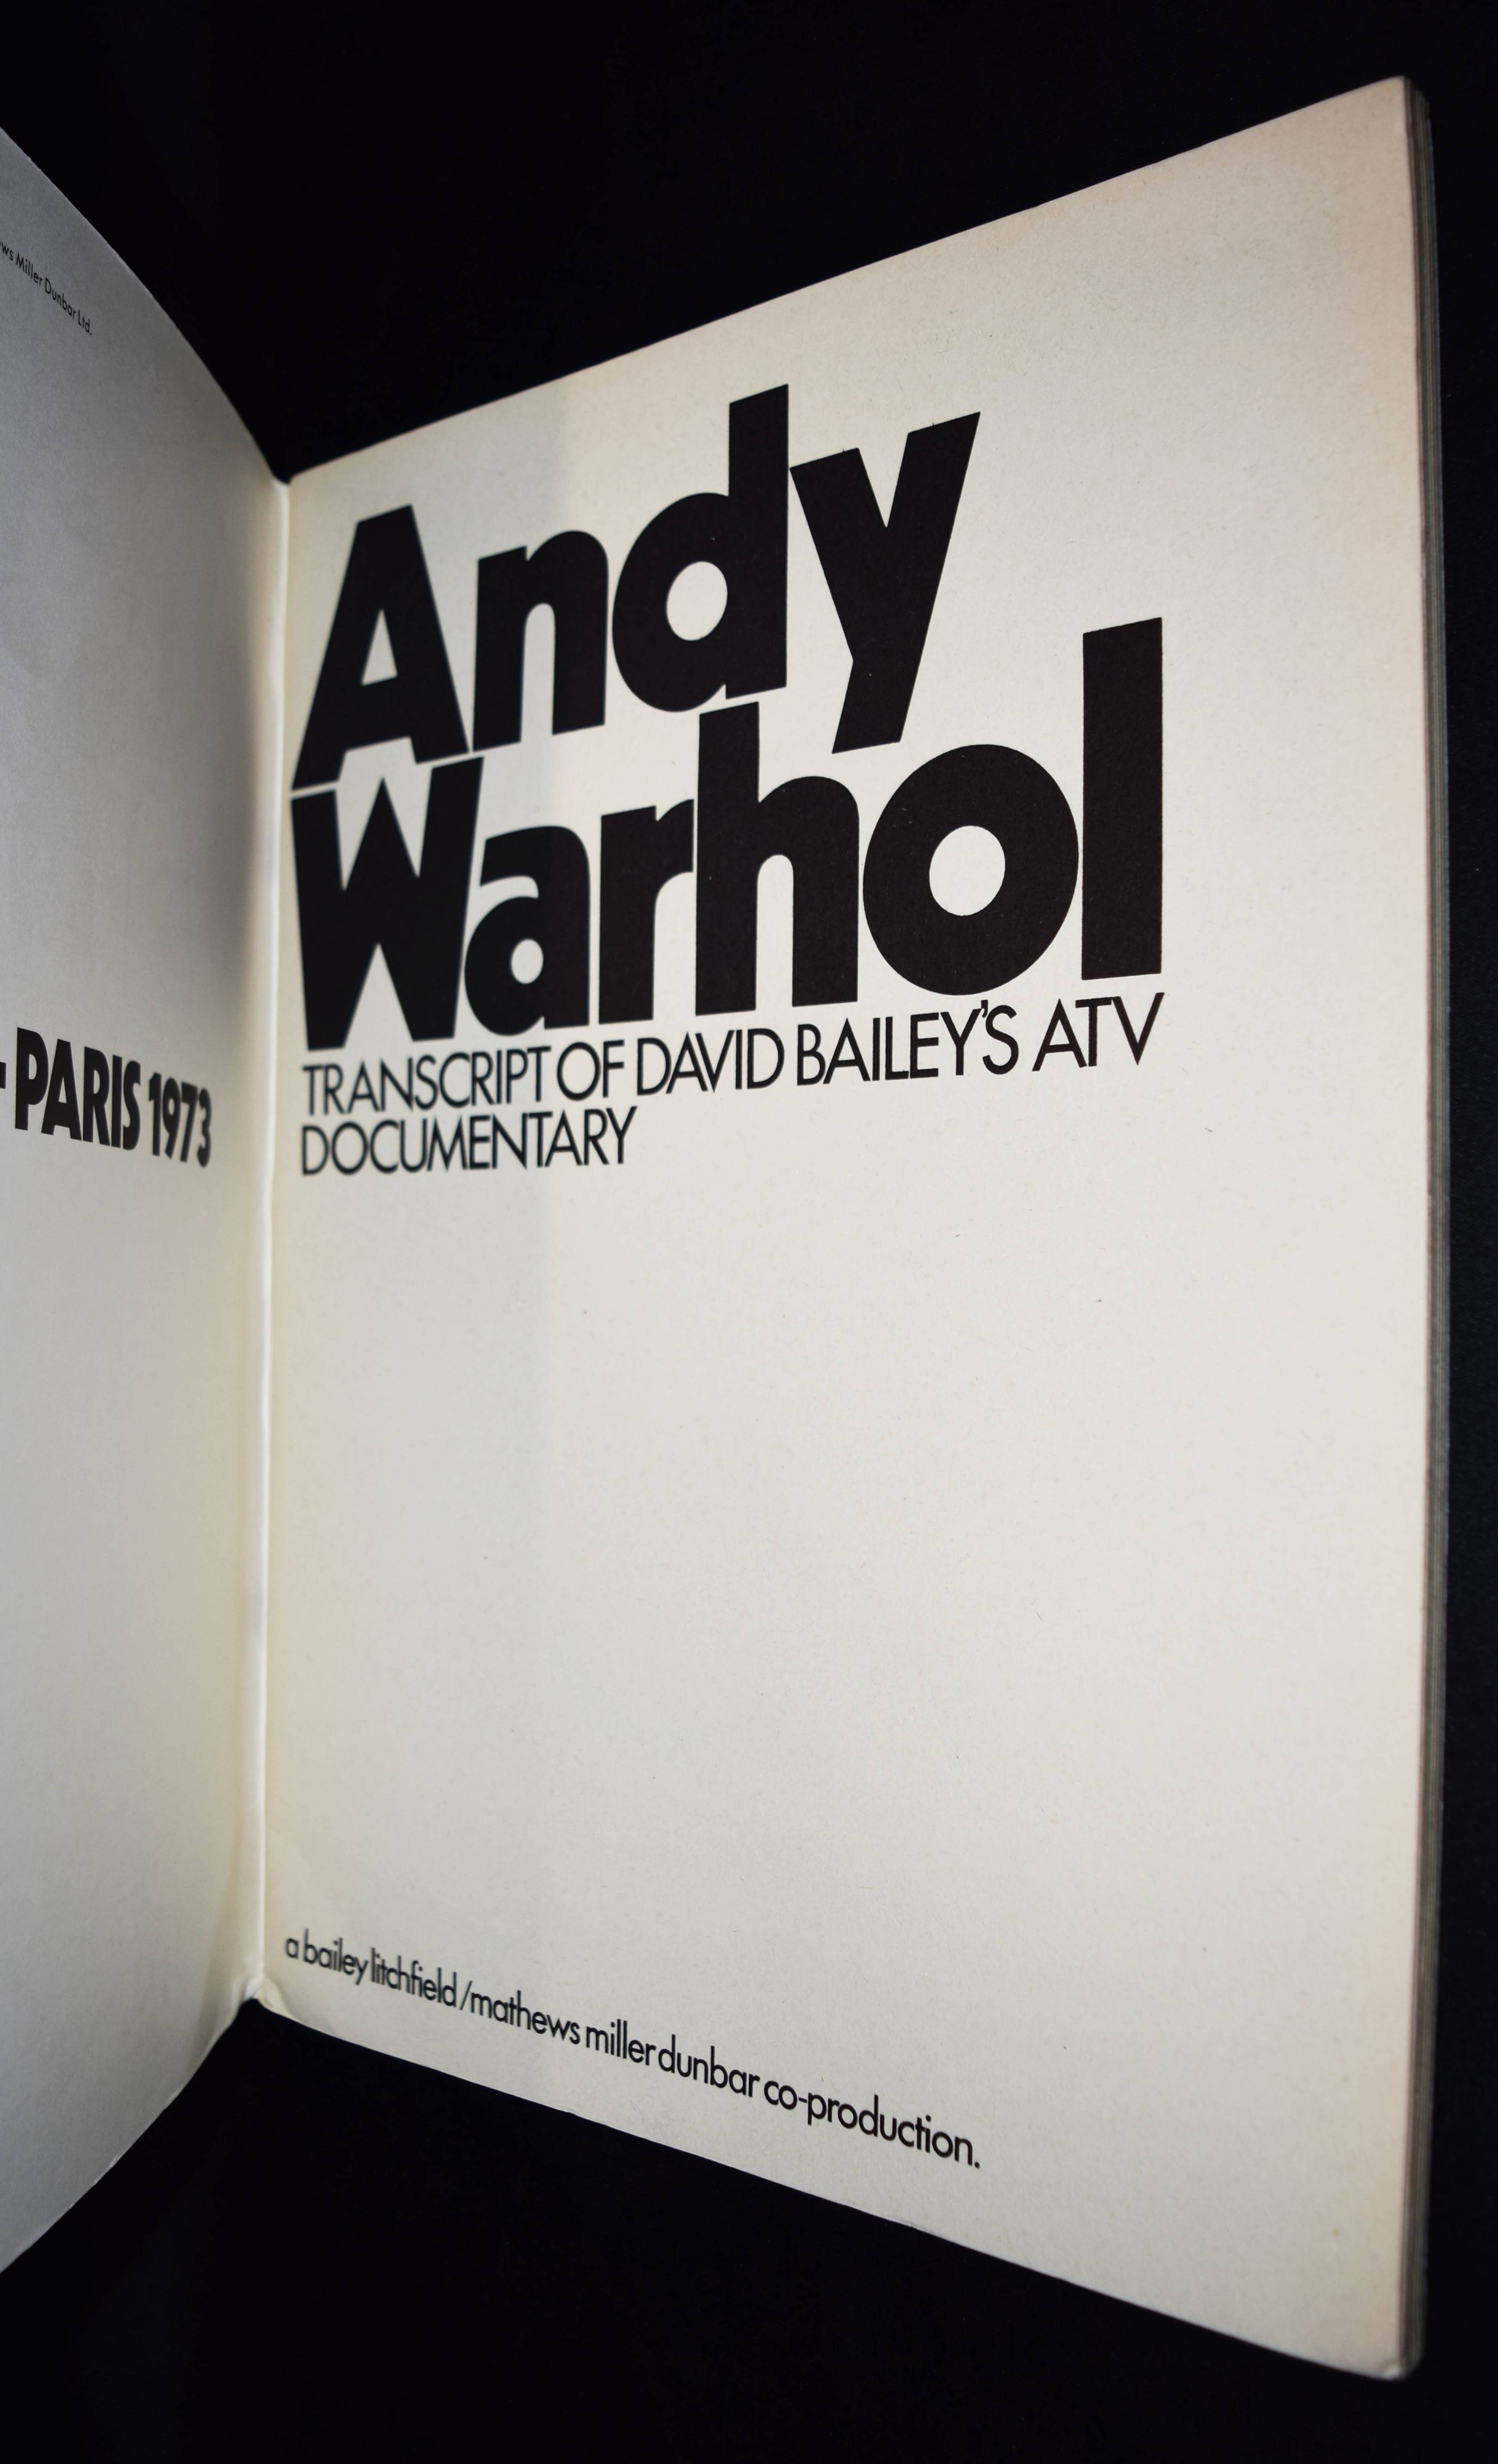 Miller Dunbar Ltd.
PARIS 1973
Andy
Warhol
TRANSCRIPT OF DAVID BAILEY'S ATV
DOCUMENTARY
a bailey litchfield/mathews miller dunbar co-production.